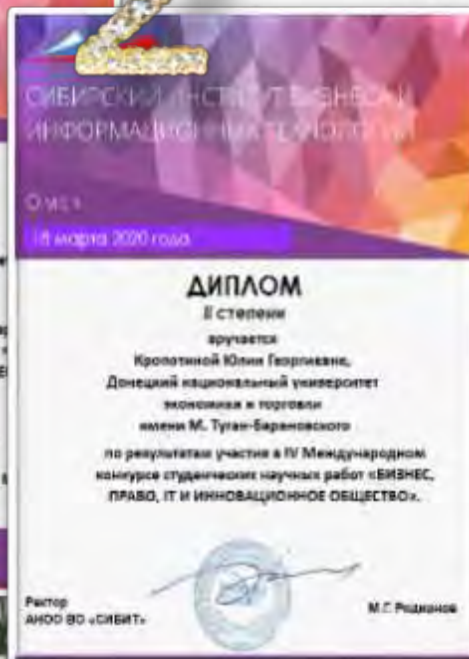 СИБИРСКИЙ ИНСТИТУТ БИЗНЕСА И
ИНФОРМАЦИОННЫХ ТЕХНОЛОГИЙ
Омск
18 марта 2020 года
ДИПЛОМ
II степени
вручается
Кропотиной Юлии Георгиевне,
Донецкий национальный университет
экономики и торговли
имени М. Туган-Барановского
по результатам участия в IV Международном
конкурсе студенческих научных работ «БИЗНЕС,
ПРАВО, IT И ИННОВАЦИОННОЕ ОБЩЕСТВО».
Ректор
АНОО ВО «СИБИТ»
М.Г. Родионов